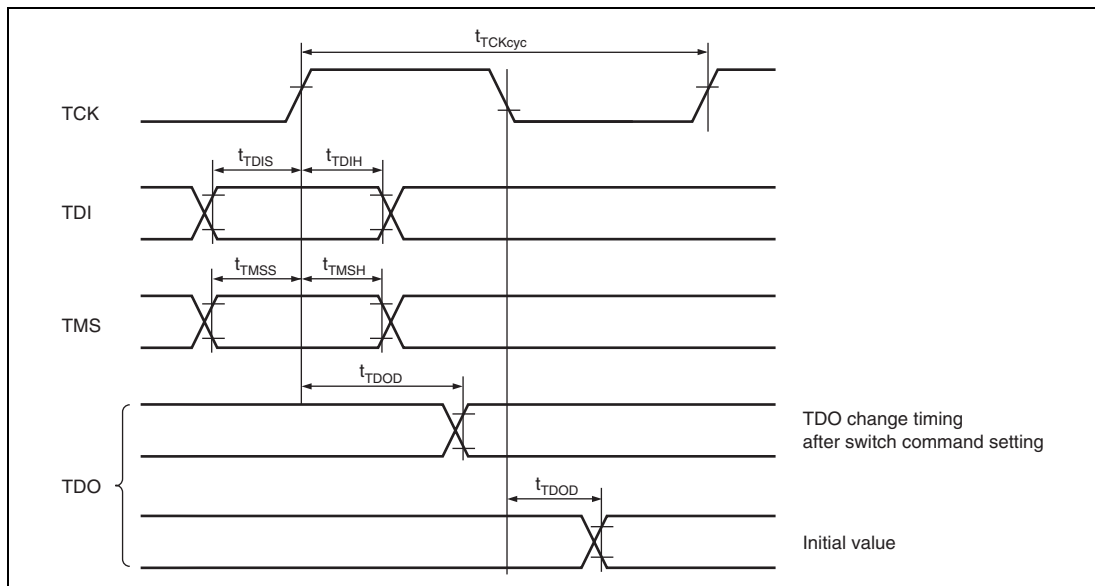 tTCKcyc
TCK
tTDIS
tTDIH
TDI
tTMSS
tTMSH
TMS
tTDOD
TDO change timing
after switch command setting
TDO
tTDOD
Initial value